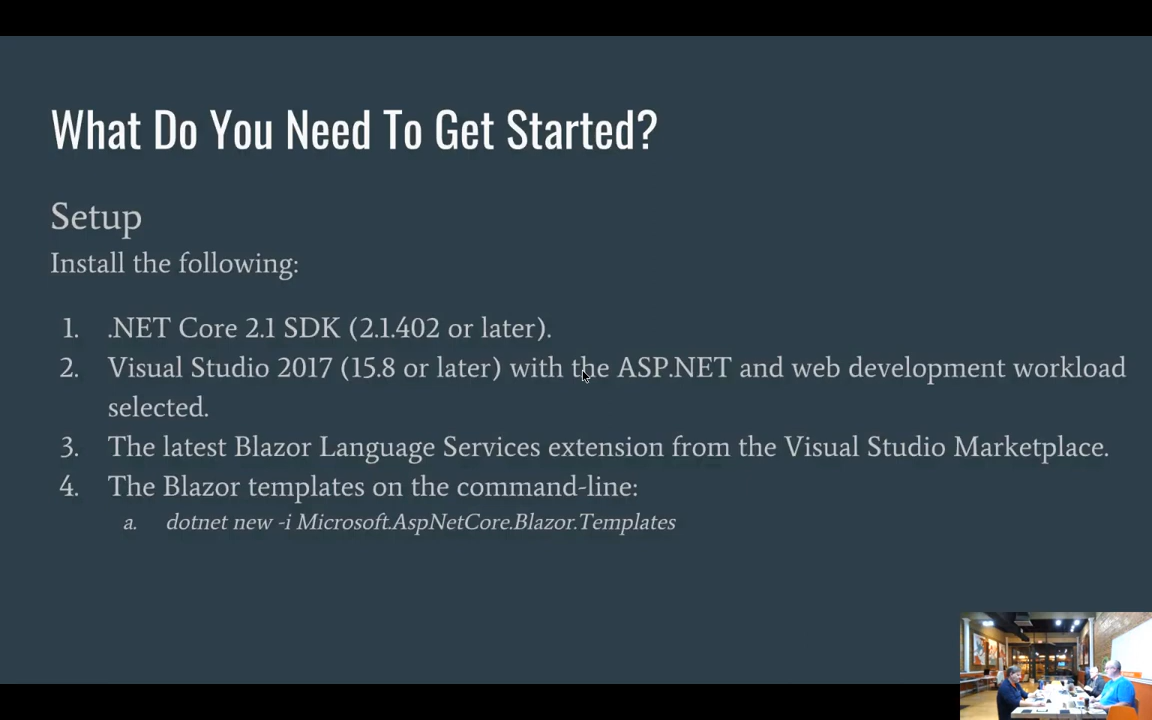 What Do You Need To Get Started?
Setup
Install the following:
1. .NET Core 2.1 SDK (2.1.402 or later).
2. Visual Studio 2017 (15.8 or later) with the ASP.NET and web development workload
selected.
3. The latest Blazor Language Services extension from the Visual Studio Marketplace.
4. The Blazor templates on the command-line:
a. dotnet new -i Microsoft.AspNetCore.Blazor.Templates